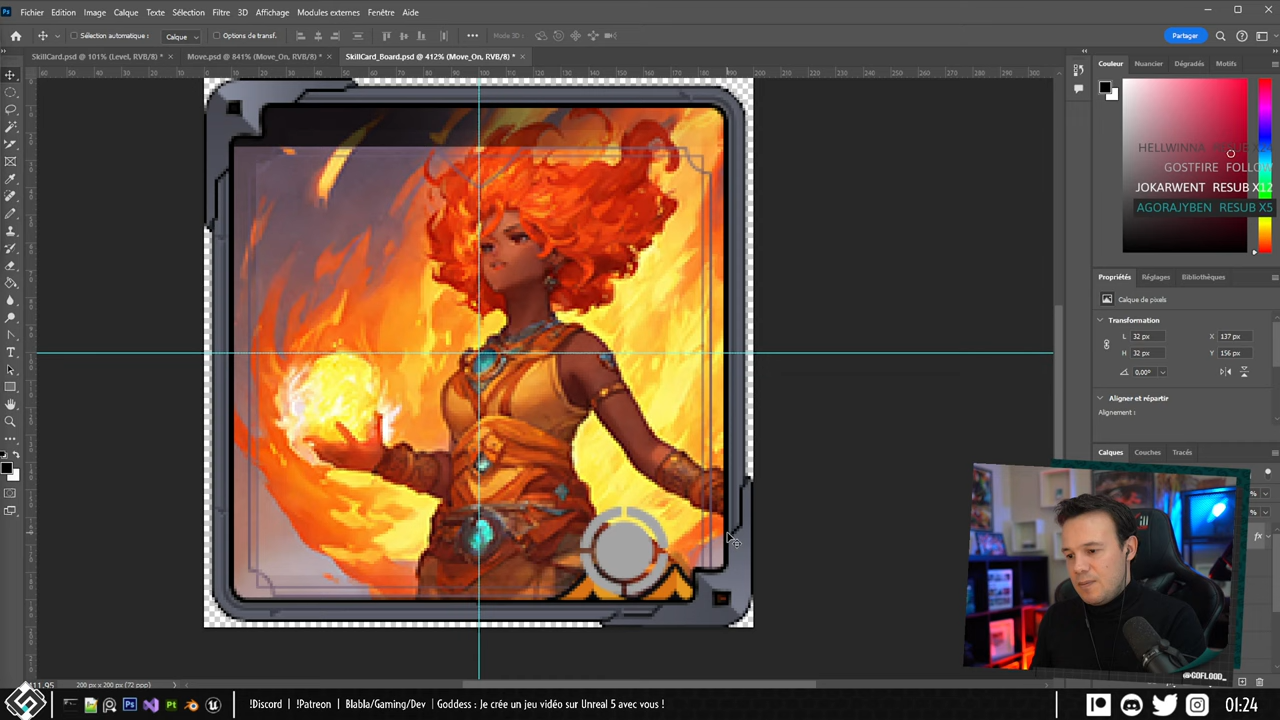 Ps Fichier Edition Image Calque Texte Sélection Filtre 3D Affichage Modules externes Fenêtre Aide
Sélection automatique : Calque Options de transf. Mode 3D : Partager
SkillCard.psd @ 101% (Level, RVB/8) * × Move.psd @ 841% (Move_On, RVB/8) * × SkillCard_Board.psd @ 412% (Move_On, RVB/8) * ×
Couleur Nuancier Dégradés Motifs
HELLWINNA
GOSTFIRE FOLLOW
JOKARWENT RESUB X12
AGORAJYBEN RESUB X5
Propriétés Réglages Bibliothèques
Calque de pixels
Transformation
L 32 px X 137 px
H 32 px Y 156 px
0,00°
Aligner et répartir
Alignement :
Calques Couches Tracés
fx
@GOFLOOD_
200 px x 200 px (72 ppp)
!Discord !Patreon Blabla/Gaming/Dev Goddess : Je crée un jeu vidéo sur Unreal 5 avec vous ! 01:24